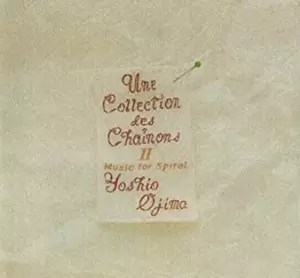 Une
Collection
des
Chaînons
II
Music for Spiral
Yoshio
Ojima